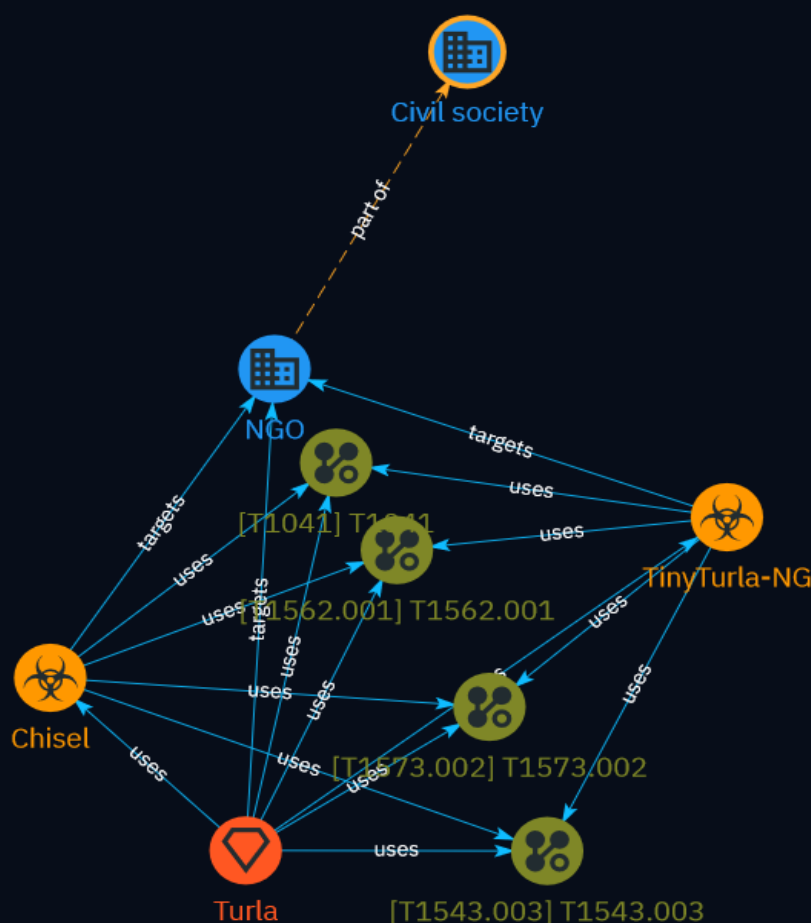 Civil society
part of
NGO
targets
targets
uses
[T1041] T1041
uses
uses
TinyTurla-NG
uses
[T1562.001] T1562.001
targets
uses
uses
uses
uses
uses
Chisel
uses
[T1573.002] T1573.002
uses
uses
uses
Turla
[T1543.003] T1543.003